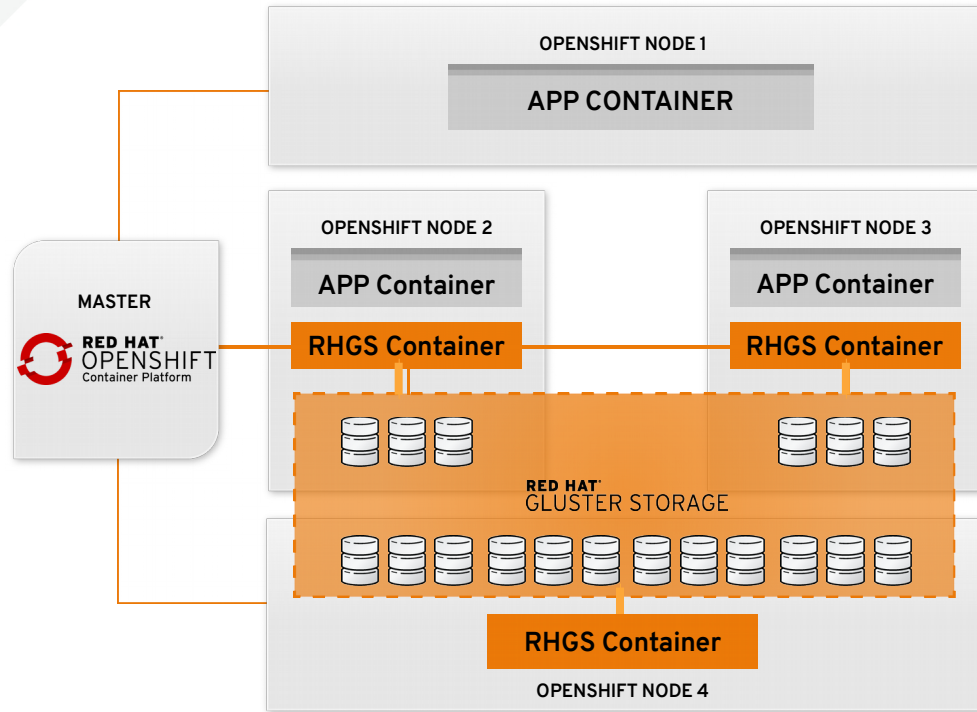 OPENSHIFT NODE 1
APP CONTAINER
OPENSHIFT NODE 2
APP Container
RHGS Container
OPENSHIFT NODE 3
APP Container
RHGS Container
MASTER
RED HAT®
OPENSHIFT
Container Platform
RED HAT®
GLUSTER STORAGE
RHGS Container
OPENSHIFT NODE 4